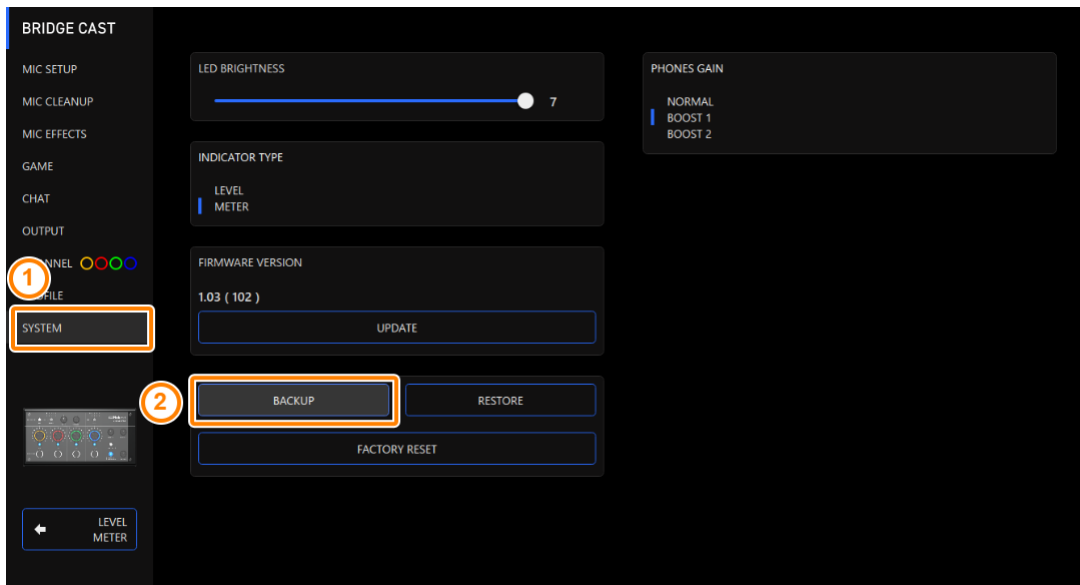 BRIDGE CAST
MIC SETUP
MIC CLEANUP
MIC EFFECTS
GAME
CHAT
OUTPUT
NNEL
FILE
SYSTEM
1
LEVEL
METER
LED BRIGHTNESS
7
INDICATOR TYPE
LEVEL
METER
FIRMWARE VERSION
1.03 ( 102 )
UPDATE
2
BACKUP
RESTORE
FACTORY RESET
PHONES GAIN
NORMAL
BOOST 1
BOOST 2